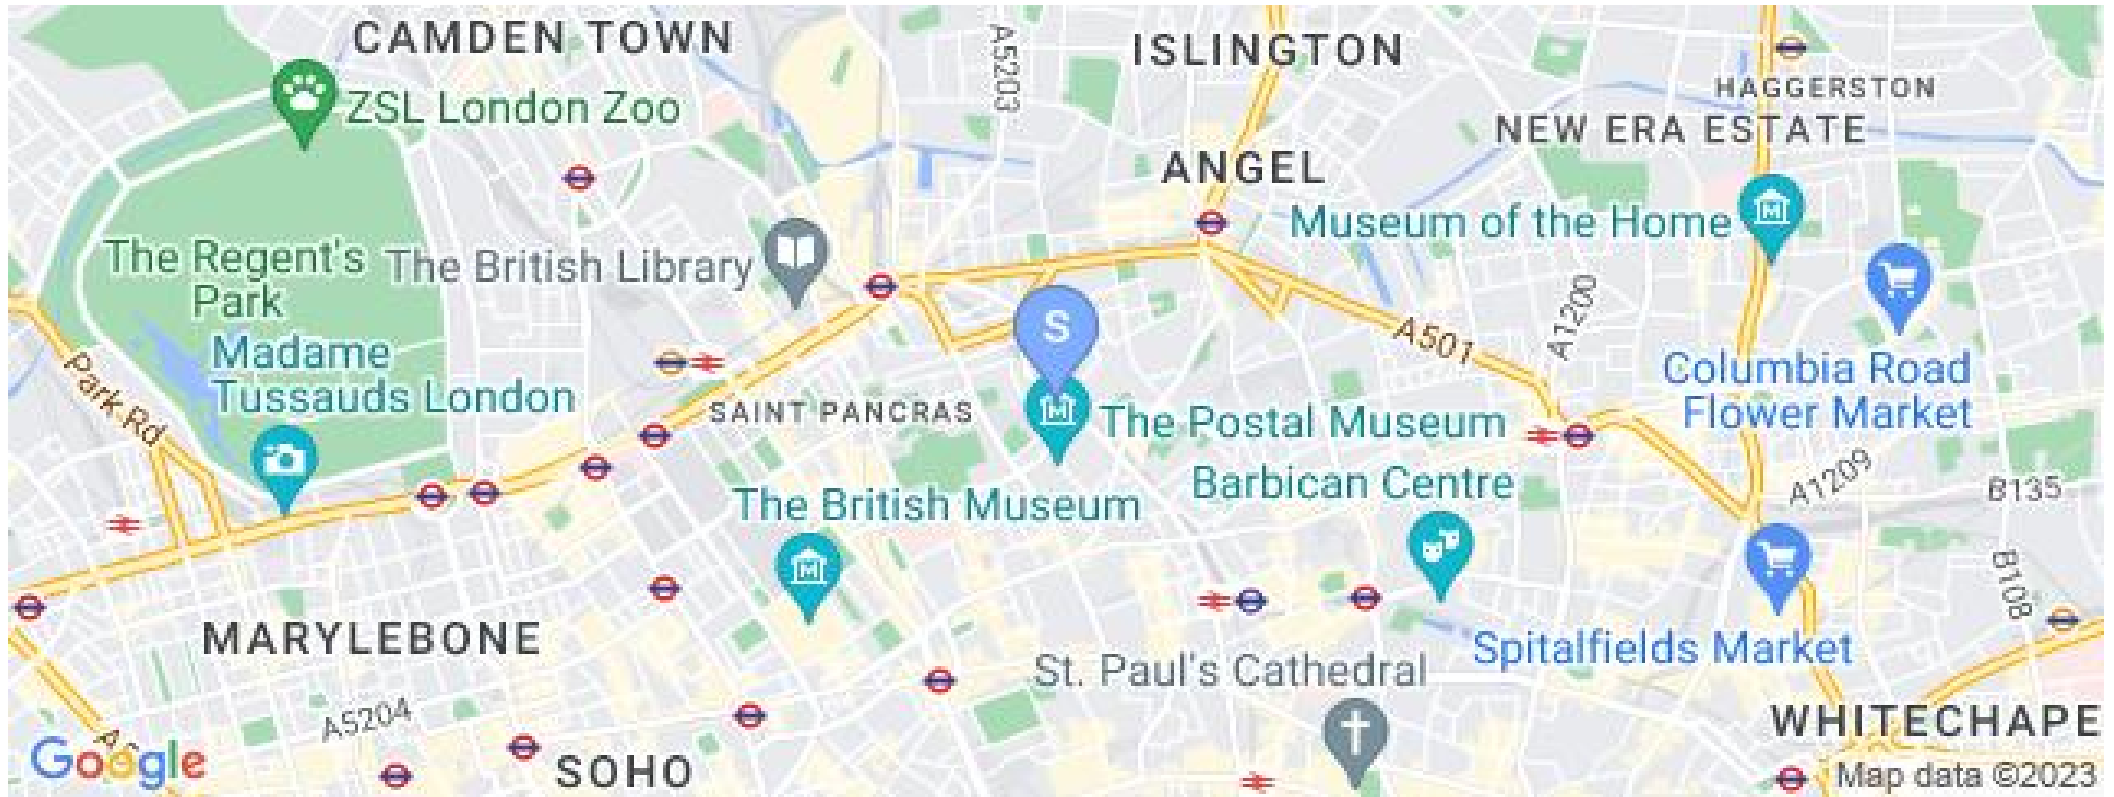 CAMDEN TOWN
ISLINGTON
A5203
HAGGERSTON
ZSL London Zoo
NEW ERA ESTATE
ANGEL
Museum of the Home
The Regent's
Park
The British Library
S
A1200
A501
Madame
Tussauds London
Park Rd
Columbia Road
Flower Market
SAINT PANCRAS
The Postal Museum
Barbican Centre
A1209
B135
The British Museum
B108
MARYLEBONE
St. Paul's Cathedral
Spitalfields Market
A5204
WHITECHAPE
SOHO
Google
Map data ©2023